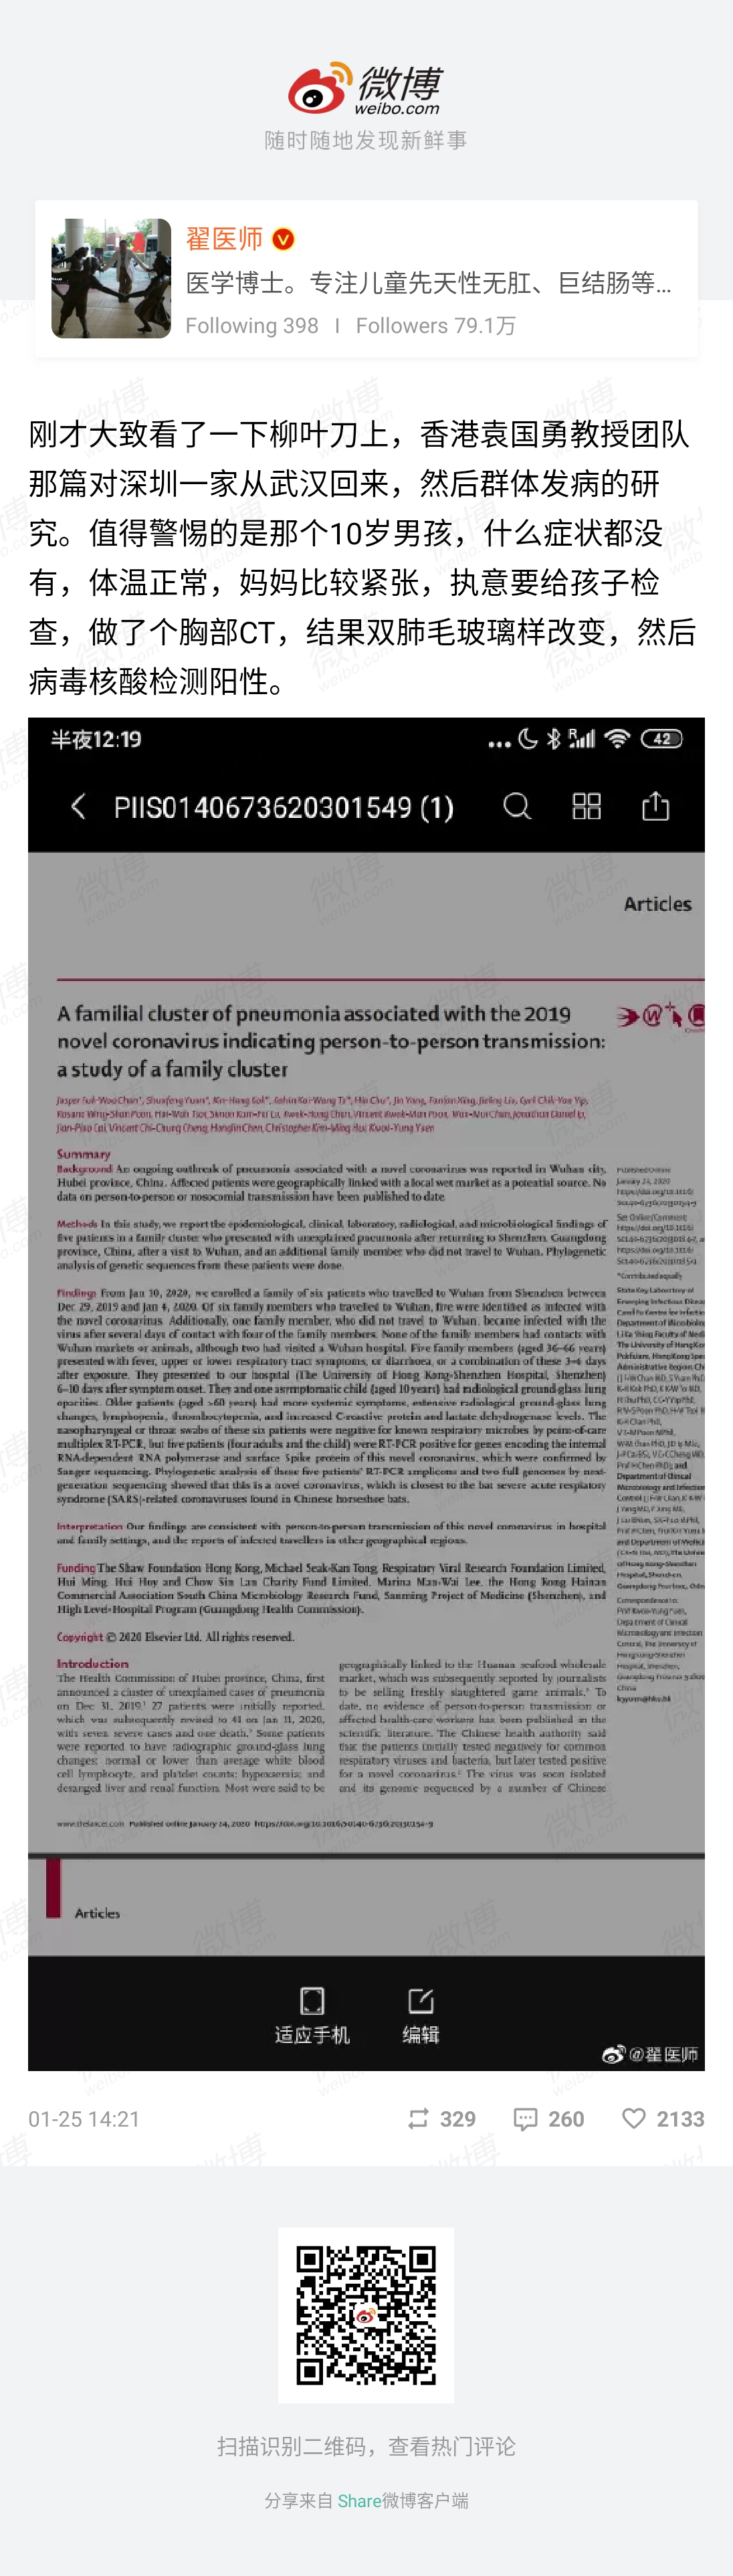 微博
weibo.com
随时随地发现新鲜事
翟医师
医学博士。专注儿童先天性无肛、巨结肠等...
Following 398 | Followers 79.1万
刚才大致看了一下柳叶刀上，香港袁国勇教授团队
那篇对深圳一家从武汉回来，然后群体发病的研
究。值得警惕的是那个10岁男孩，什么症状都没
有，体温正常，妈妈比较紧张，执意要给孩子检
查，做了个胸部CT，结果双肺毛玻璃样改变，然后
病毒核酸检测阳性。
半夜12:19
42
PIIS0140673620301549 (1)
Articles
A familial cluster of pneumonia associated with the 2019
novel coronavirus indicating person-to-person transmission:
a study of a family cluster
Summary
Background An ongoing outbreak of pneumonia associated with a novel coronavirus was reported in Wuhan city,
Hubei province, China. Affected patients were geographically linked with a local wet market as a potential source. No
data on person-to-person or nosocomial transmission have been published to date.
Methods In this study, we report the epidemiological, clinical, laboratory, radiological, and microbiological findings of
five patients in a family cluster who presented with unexplained pneumonia after returning to Shenzhen, Guangdong
province, China, after a visit to Wuhan, and an additional family member who did not travel to Wuhan. Phylogenetic
analysis of genetic sequences from these patients were done.
Findings From Jan 10, 2020, we enrolled a family of six patients who travelled to Wuhan from Shenzhen between
Dec 29, 2019 and Jan 4, 2020. Of six family members who travelled to Wuhan, five were identified as infected with
the novel coronavirus. Additionally, one family member, who did not travel to Wuhan, became infected with the
virus after several days of contact with four of the family members. None of the family members had contacts with
Wuhan markets or animals, although two had visited a Wuhan hospital. Five family members (aged 36–66 years)
presented with fever, upper or lower respiratory tract symptoms, or diarrhoea, or a combination of these 3–6 days
after exposure. They presented to our hospital (The University of Hong Kong-Shenzhen Hospital, Shenzhen)
6–10 days after symptom onset. They and one asymptomatic child (aged 10 years) had radiological ground-glass lung
opacities. Older patients (aged >60 years) had more systemic symptoms, extensive radiological ground-glass lung
changes, lymphopenia, thrombocytopenia, and increased C-reactive protein and lactate dehydrogenase levels. The
nasopharyngeal or throat swabs of these six patients were negative for known respiratory microbes by point-of-care
multiplex RT-PCR, but five patients (four adults and the child) were RT-PCR positive for genes encoding the internal
RNA-dependent RNA polymerase and surface Spike protein of this novel coronavirus, which were confirmed by
Sanger sequencing. Phylogenetic analysis of these five patients' RT-PCR amplicons and two full genomes by next-
generation sequencing showed that this is a novel coronavirus, which is closest to the bat severe acute respiratory
syndrome (SARS)-related coronaviruses found in Chinese horseshoe bats.
Interpretation Our findings are consistent with person-to-person transmission of this novel coronavirus in hospital
and family settings, and the reports of infected travellers in other geographical regions.
Funding The Shaw Foundation Hong Kong, Michael Seak-Kan Tong, Respiratory Viral Research Foundation Limited,
Hui Ming, Hui Hoy and Chow Sin Lan Charity Fund Limited, Marina Man-Wai Lee, the Hong Kong Hainan
Commercial Association South China Microbiology Research Fund, Sanming Project of Medicine (Shenzhen), and
High Level-Hospital Program (Guangdong Health Commission).
Copyright © 2020 Elsevier Ltd. All rights reserved.
Introduction
The Health Commission of Hubei province, China, first
announced a cluster of unexplained cases of pneumonia
on Dec 31, 2019.¹ 27 patients were initially reported,
which was subsequently revised to 41 on Jan 11, 2020,
with seven severe cases and one death.² Some patients
were reported to have radiographic ground-glass lung
changes; normal or lower than average white blood
cell lymphocyte, and platelet counts; hypoxaemia; and
deranged liver and renal function. Most were said to be
geographically linked to the Huanan seafood wholesale
market, which was subsequently reported by journalists
to be selling freshly slaughtered game animals.³ To
date, no evidence of person-to-person transmission or
affected health-care workers has been published in the
scientific literature. The Chinese health authority said
that the patients initially tested negative for common
respiratory viruses and bacteria, but later tested positive
for a novel coronavirus.² The virus was soon isolated
and its genome sequenced by a number of Chinese
Published Online
January 24, 2020
www.thelancet.com Published online January 24, 2020 https://doi.org/10.1016/S0140-6736(20)30154-9
Articles
适应手机
编辑
@翟医师
01-25 14:21
329
260
2133
扫描识别二维码，查看热门评论
分享来自 Share微博客户端